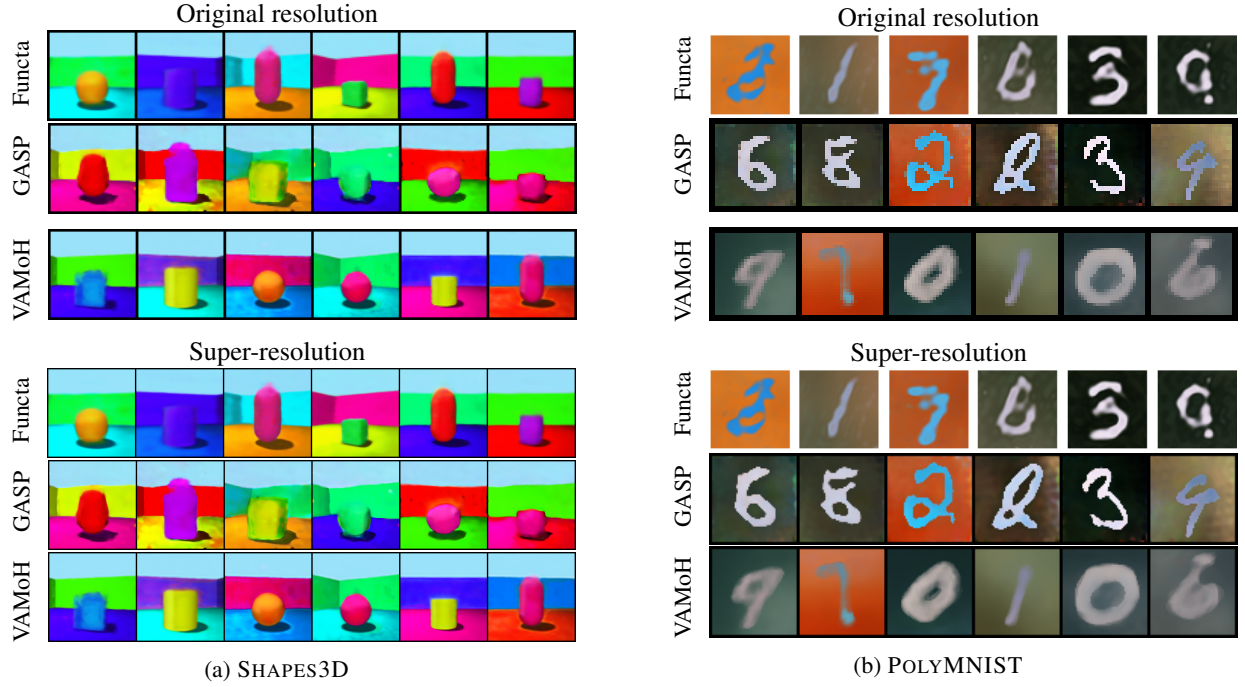 Original resolution
Functa
GASP
VAMoH
Super-resolution
Functa
GASP
VAMoH
(a) SHAPES3D
Original resolution
Functa
GASP
VAMoH
Super-resolution
Functa
GASP
VAMoH
(b) POLYMNIST